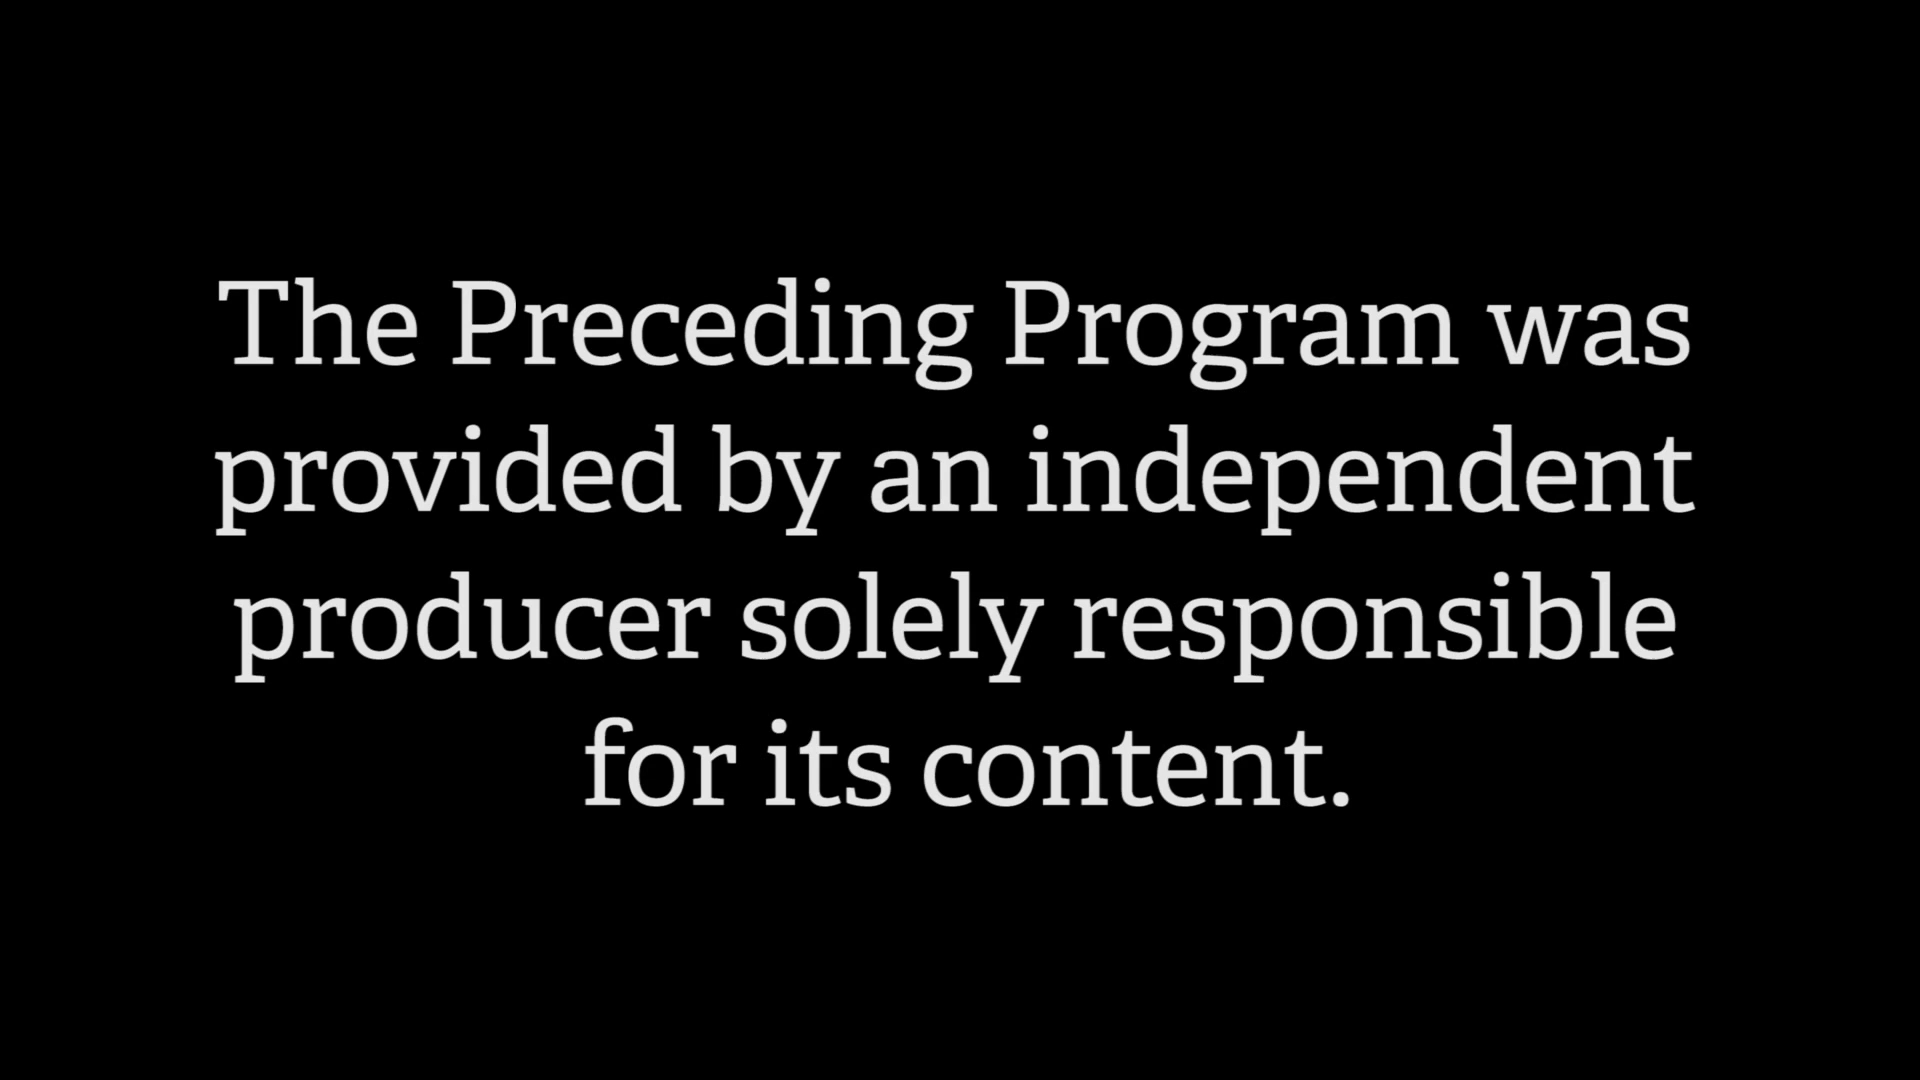 The Preceding Program was
provided by an independent
producer solely responsible
for its content.